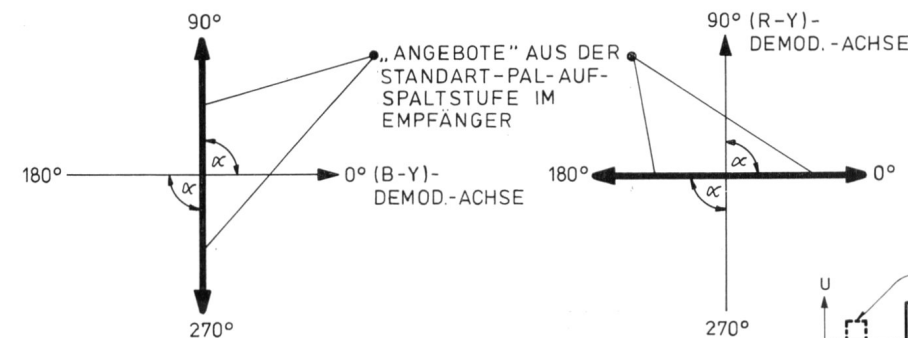 90°
„ANGEBOTE" AUS DER
STANDART-PAL-AUF-
SPALTSTUFE IM
EMPFÄNGER
α
α
180°
0° (B-Y)-
DEMOD.-ACHSE
270°
90° (R-Y)-
DEMOD.-ACHSE
α
α
180°
0°
270°
U